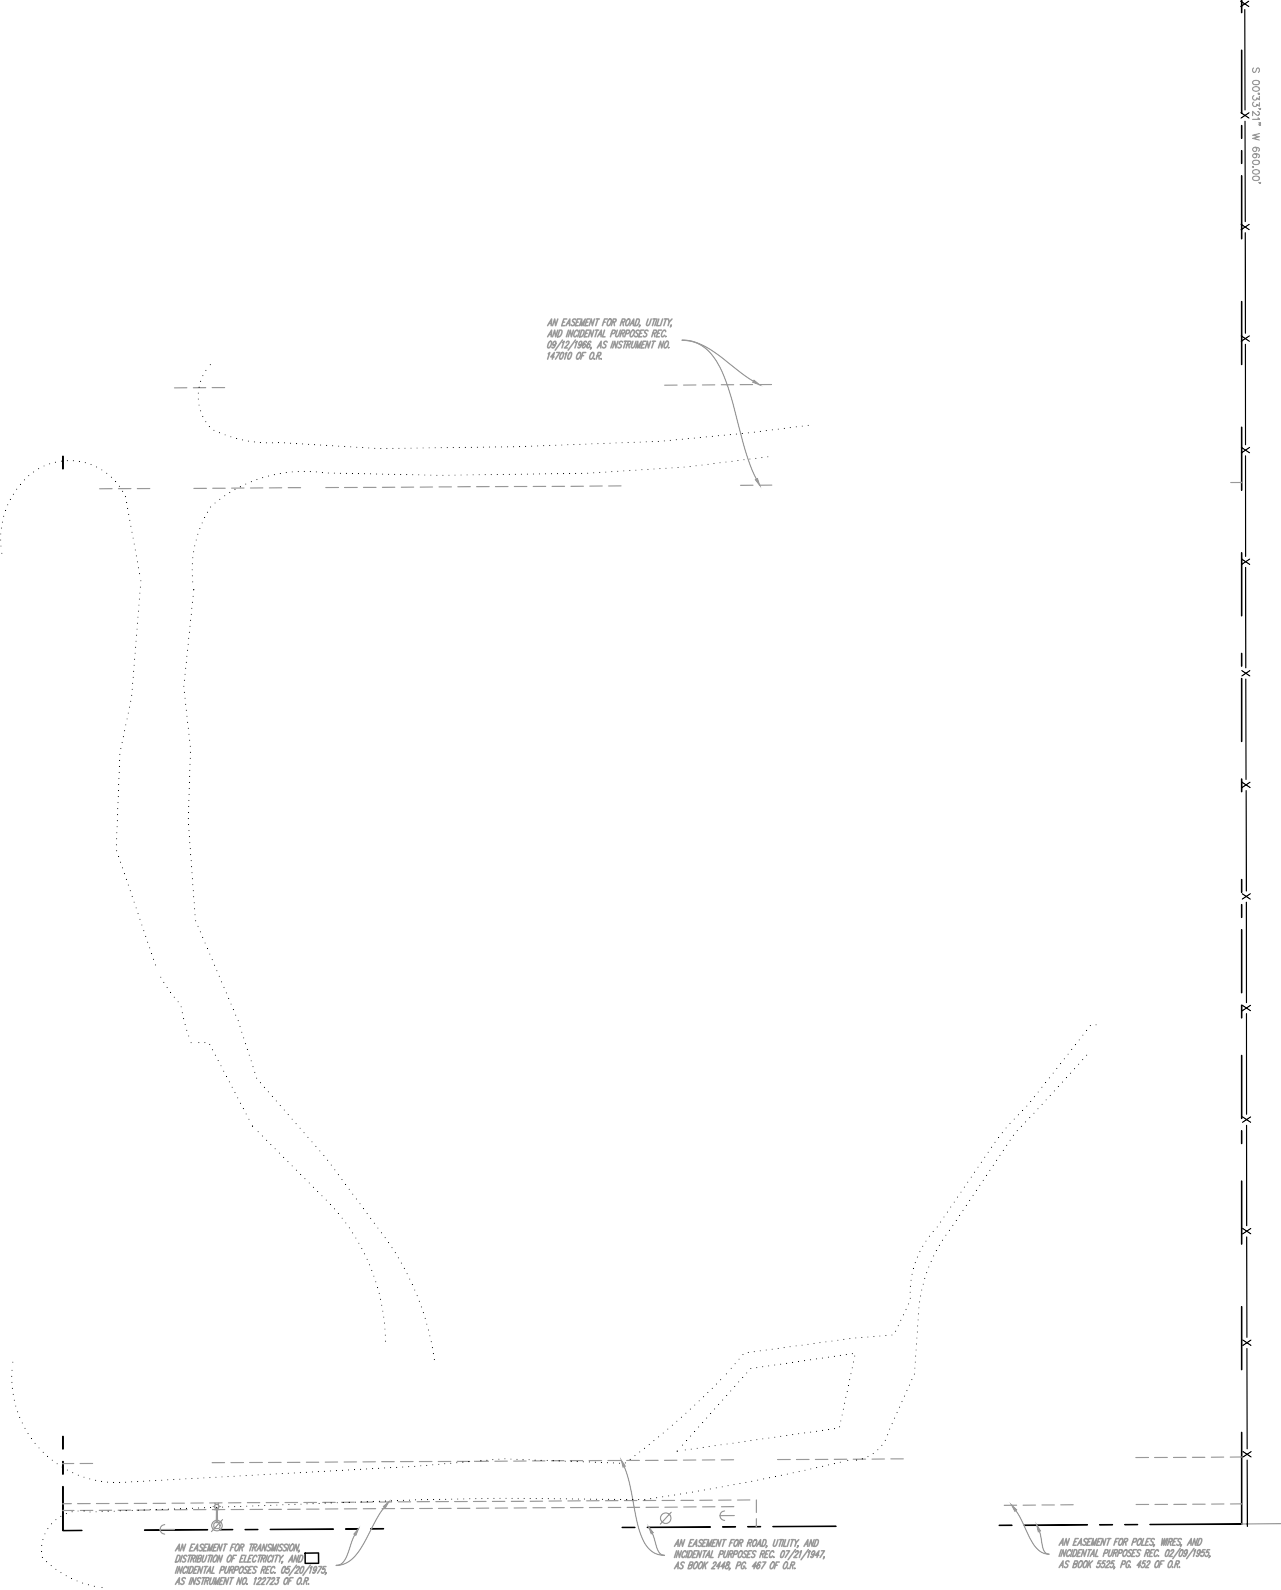 S 00°33'21" W 660.00'
AN EASEMENT FOR ROAD, UTILITY,
AND INCIDENTAL PURPOSES REC.
09/12/1966, AS INSTRUMENT NO.
147010 OF O.R.
AN EASEMENT FOR TRANSMISSION,
DISTRIBUTION OF ELECTRICITY, AND
INCIDENTAL PURPOSES REC. 05/20/1975,
AS INSTRUMENT NO. 122723 OF O.R.
AN EASEMENT FOR ROAD, UTILITY, AND
INCIDENTAL PURPOSES REC. 07/21/1947,
AS BOOK 2448, PG. 467 OF O.R.
AN EASEMENT FOR POLES, WIRES, AND
INCIDENTAL PURPOSES REC. 02/09/1955,
AS BOOK 5525, PG. 452 OF O.R.